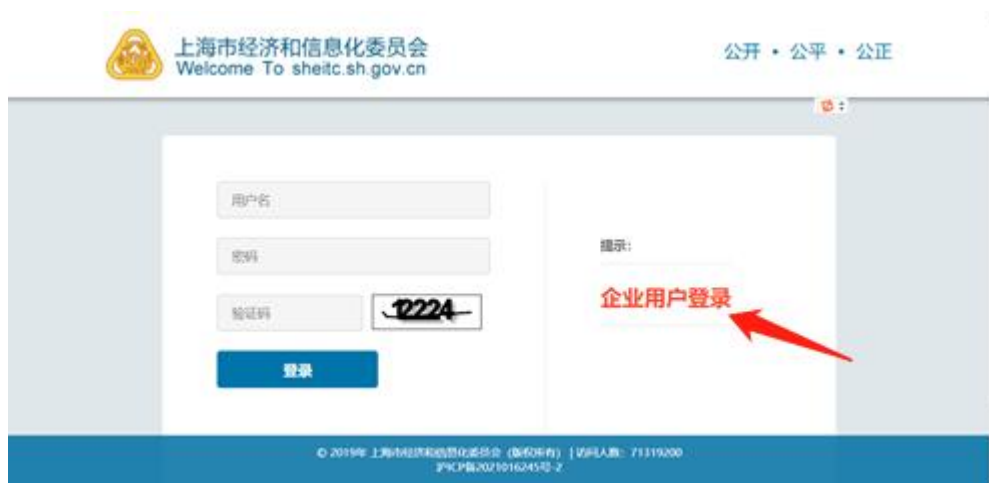 上海市经济和信息化委员会
Welcome To sheitc.sh.gov.cn
公开 • 公平 • 公正
用户名
密码
验证码
12224
登录
提示:
企业用户登录
© 2019年 上海市经济和信息化委员会 (版权所有) | 访问人数: 71319200
沪ICP备2021016245号-2